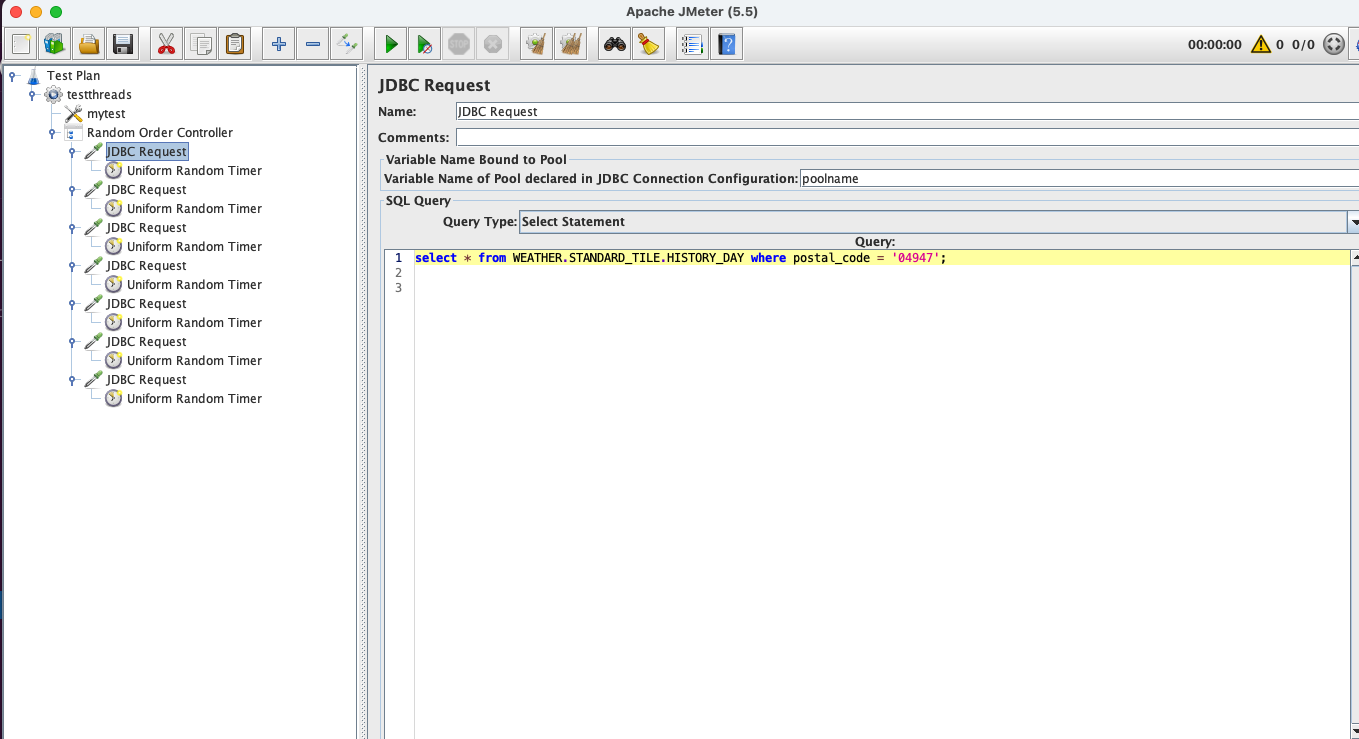 Apache JMeter (5.5)
STOP
00:00:00 0 0/0
Test Plan
testthreads
mytest
Random Order Controller
JDBC Request
Uniform Random Timer
JDBC Request
Uniform Random Timer
JDBC Request
Uniform Random Timer
JDBC Request
Uniform Random Timer
JDBC Request
Uniform Random Timer
JDBC Request
Uniform Random Timer
JDBC Request
Uniform Random Timer
JDBC Request
Name: JDBC Request
Comments:
Variable Name Bound to Pool
Variable Name of Pool declared in JDBC Connection Configuration: poolname
SQL Query
Query Type: Select Statement
Query:
1 select * from WEATHER.STANDARD_TILE.HISTORY_DAY where postal_code = '04947';
2
3